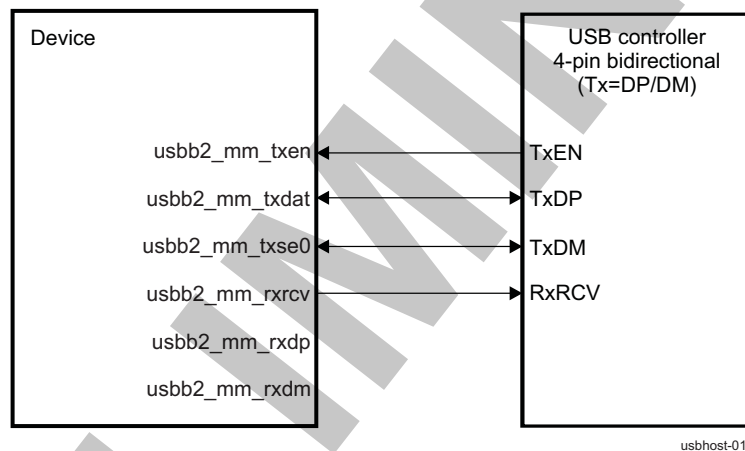 Device
USB controller
4-pin bidirectional
(Tx=DP/DM)
usbb2_mm_txen
TxEN
usbb2_mm_txdat
TxDP
usbb2_mm_txse0
TxDM
usbb2_mm_rxrcv
RxRCV
usbb2_mm_rxdp
usbb2_mm_rxdm
usbhost-01